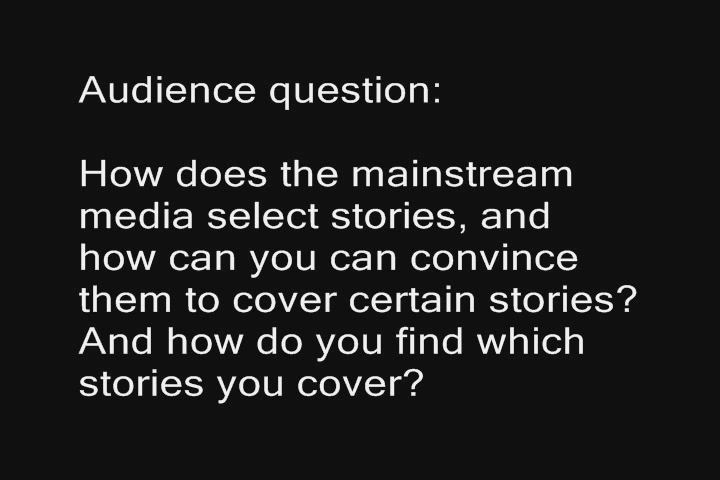 Audience question:
How does the mainstream
media select stories, and
how can you can convince
them to cover certain stories?
And how do you find which
stories you cover?